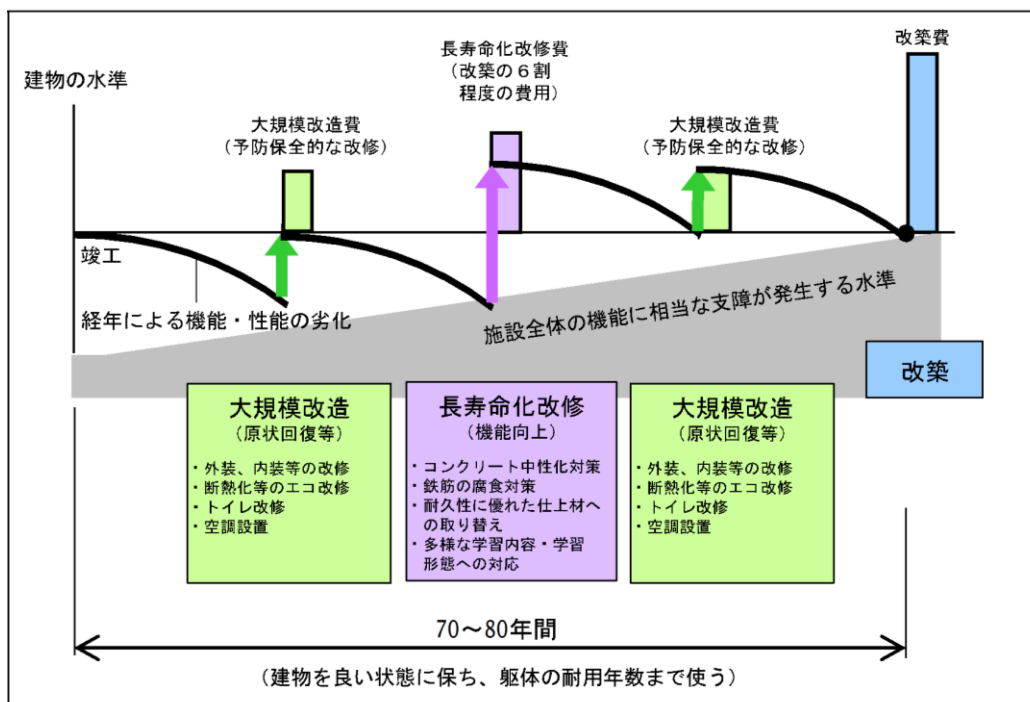 改築費
長寿命化改修費
(改築の6割
程度の費用)
建物の水準
大規模改造費
(予防保全的な改修)
大規模改造費
(予防保全的な改修)
竣工
経年による機能・性能の劣化
施設全体の機能に相当な支障が発生する水準
改築
大規模改造
(原状回復等)
・外装、内装等の改修
・断熱化等のエコ改修
・トイレ改修
・空調設置
長寿命化改修
(機能向上)
・コンクリート中性化対策
・鉄筋の腐食対策
・耐久性に優れた仕上材へ
の取り替え
・多様な学習内容・学習
形態への対応
大規模改造
(原状回復等)
・外装、内装等の改修
・断熱化等のエコ改修
・トイレ改修
・空調設置
70～80年間
(建物を良い状態に保ち、躯体の耐用年数まで使う)